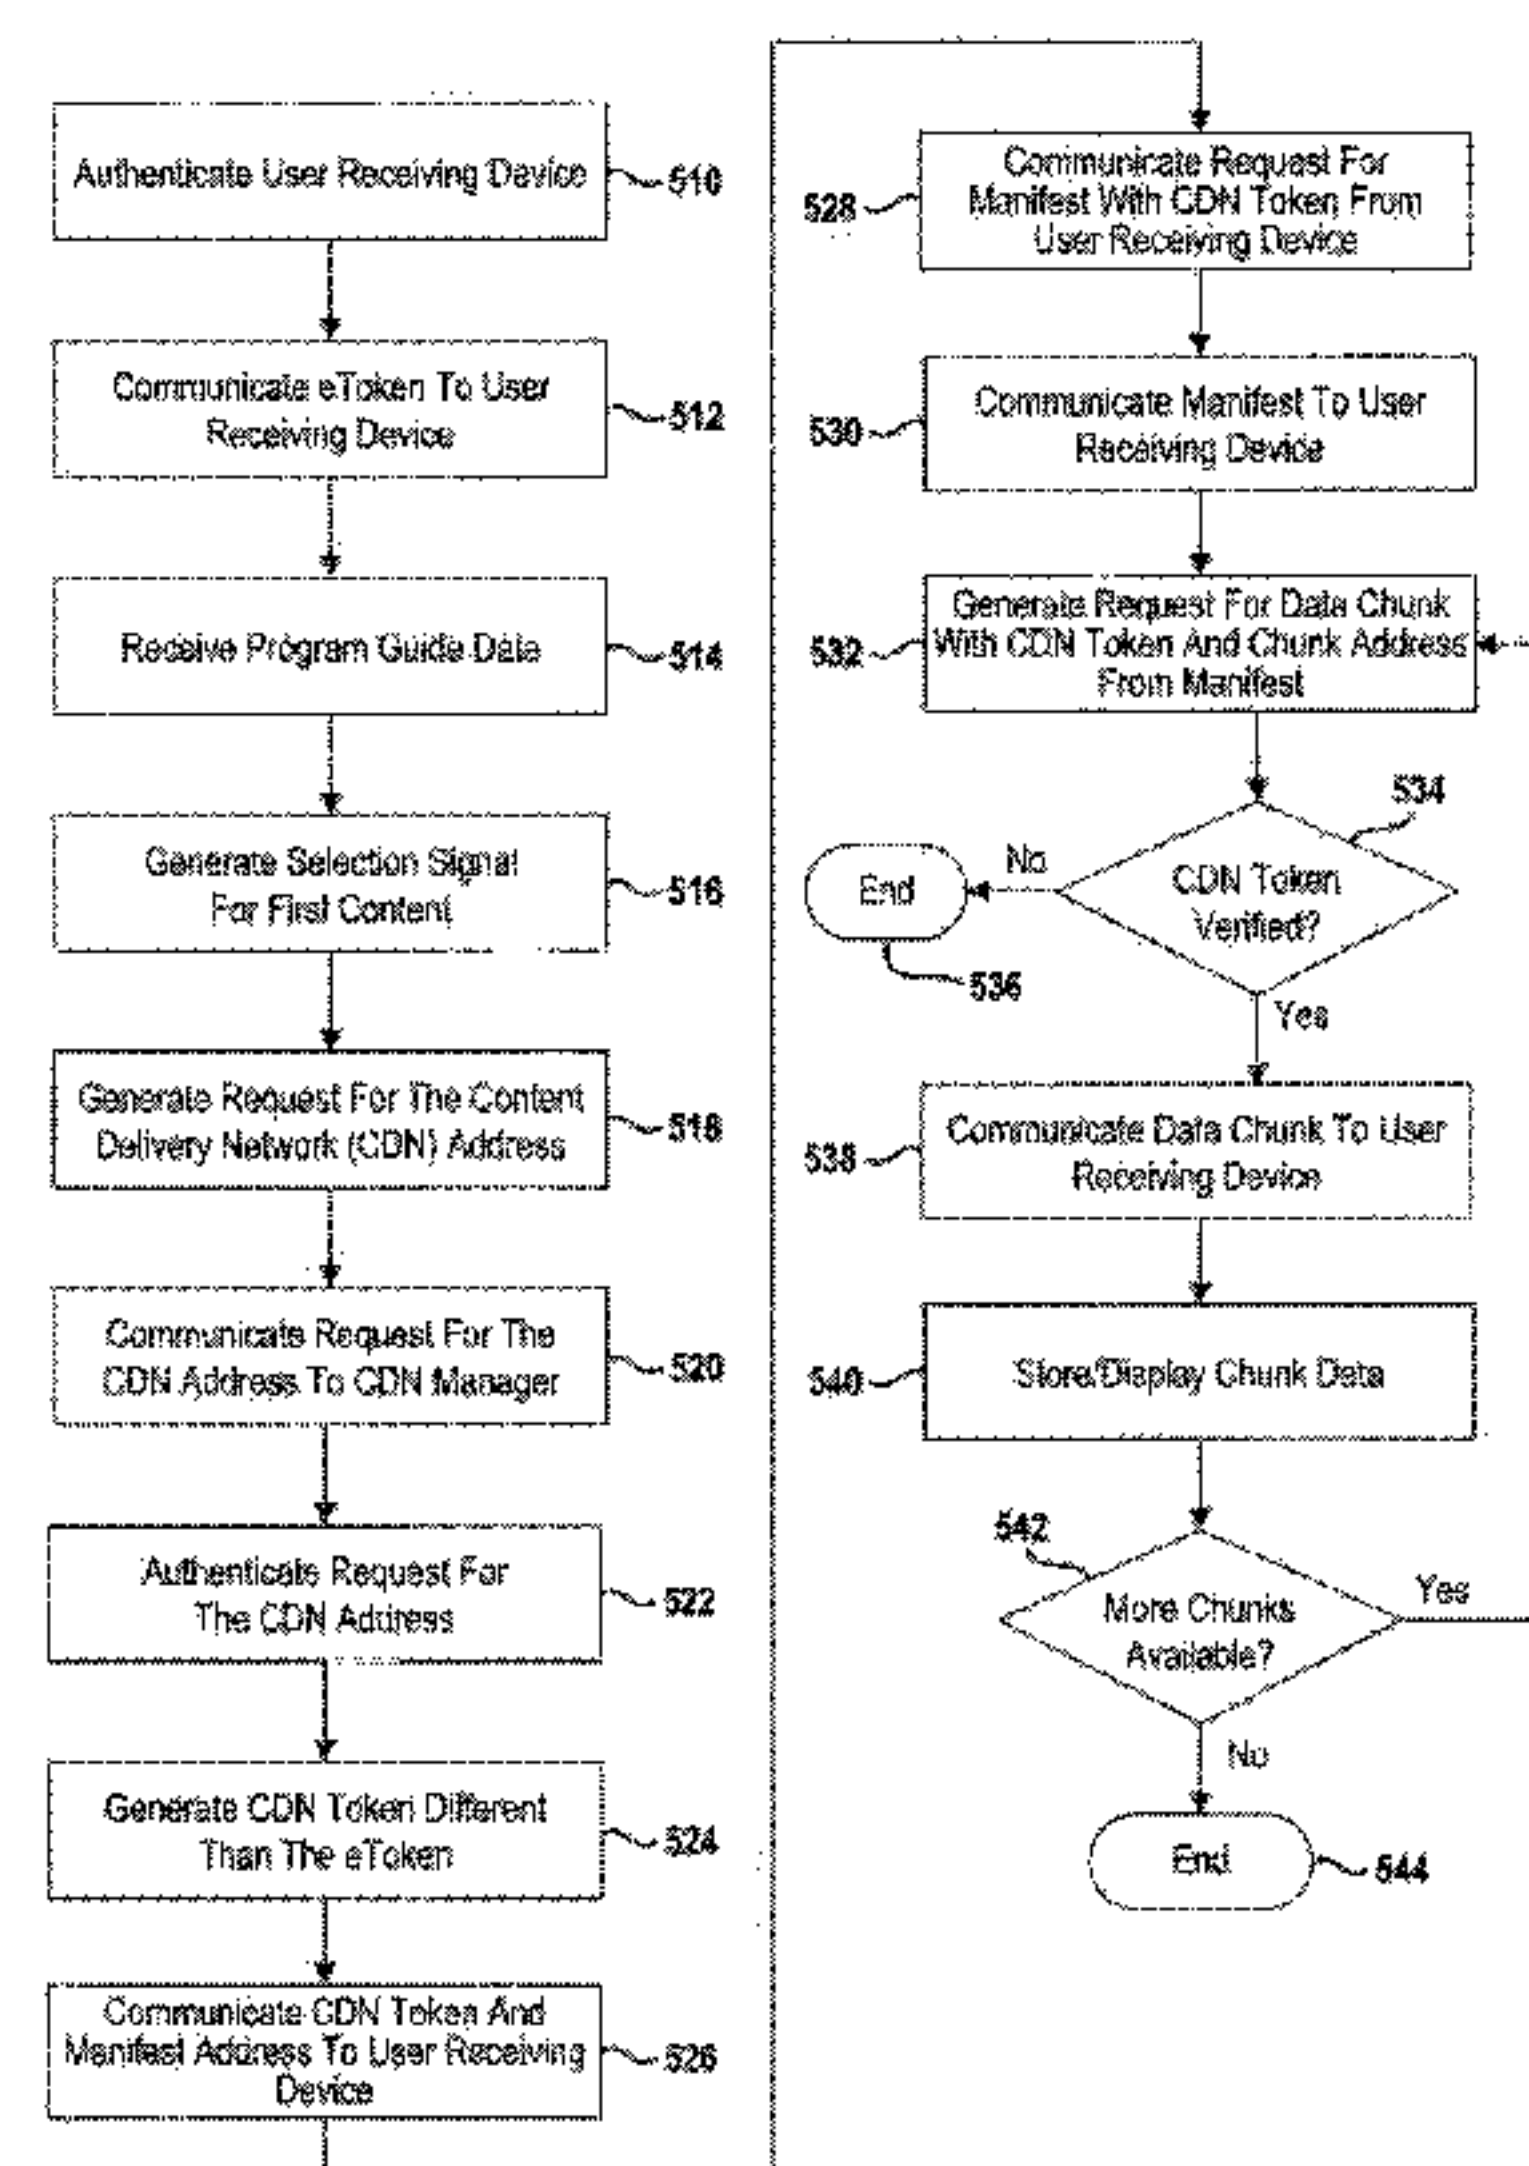 Authenticate User Receiving Device
510
Communicate eToken To User
Receiving Device
512
Receive Program Guide Data
514
Generate Selection Signal
For First Content
516
Generate Request For The Content
Delivery Network (CDN) Address
518
Communicate Request For The
CDN Address To CDN Manager
520
Authenticate Request For
The CDN Address
522
Generate CDN Token Different
Than The eToken
524
Communicate CDN Token And
Manifest Address To User Receiving
Device
526
Communicate Request For
Manifest With CDN Token From
User Receiving Device
528
Communicate Manifest To User
Receiving Device
530
Generate Request For Data Chunk
With CDN Token And Chunk Address
From Manifest
532
534
CDN Token
Verified?
No
End
536
Yes
Communicate Data Chunk To User
Receiving Device
538
Store/Display Chunk Data
540
542
More Chunks
Available?
Yes
No
End
544